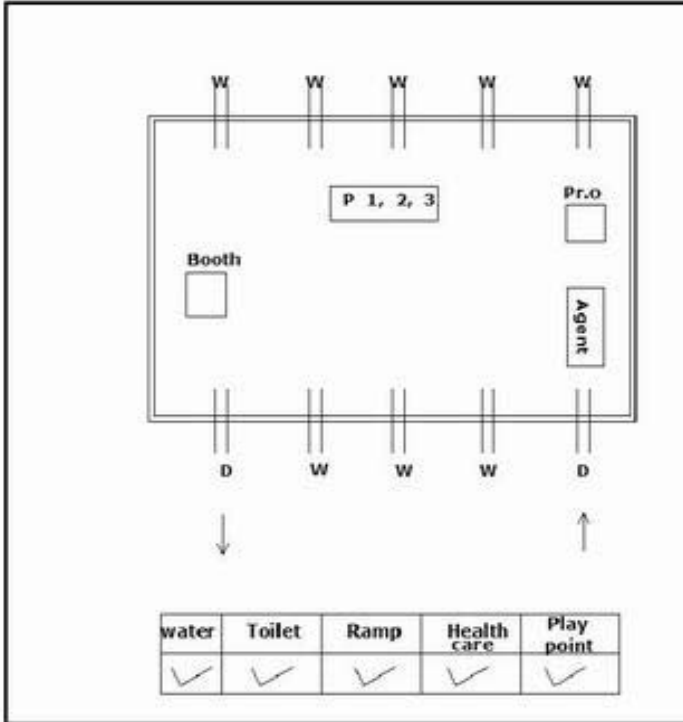 W W W W W
P 1, 2, 3
Pr.o
Booth
Agent
D W W W D
water Toilet Ramp Health care Play point